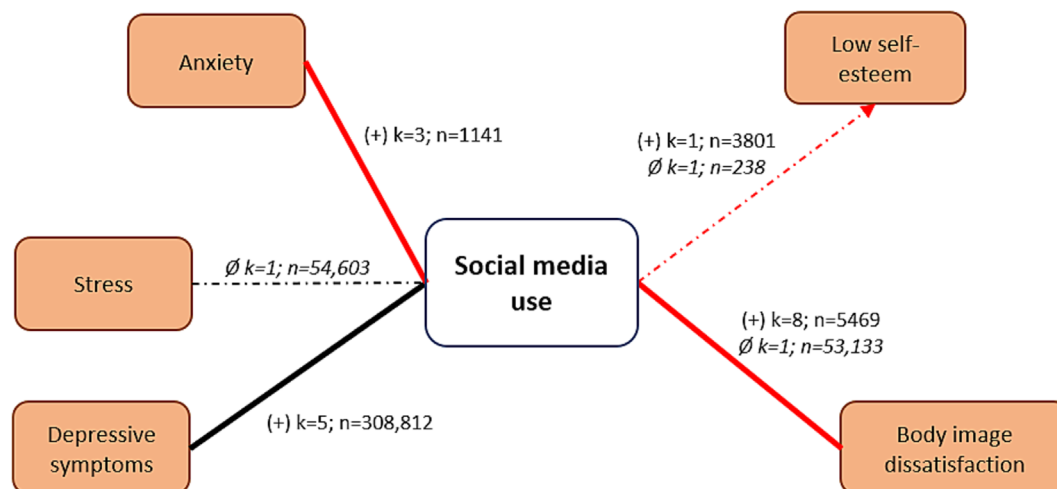 Anxiety
Low self-
esteem
(+) k=3; n=1141
(+) k=1; n=3801
Ø k=1; n=238
Stress
Ø k=1; n=54,603
Social media
use
(+) k=8; n=5469
Ø k=1; n=53,133
(+) k=5; n=308,812
Depressive
symptoms
Body image
dissatisfaction